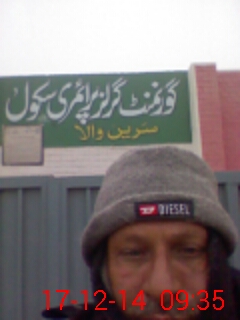 گورنمنٹ گرلز پرائمری سکول
سرین والا
DIESEL
17-12-14 09:35